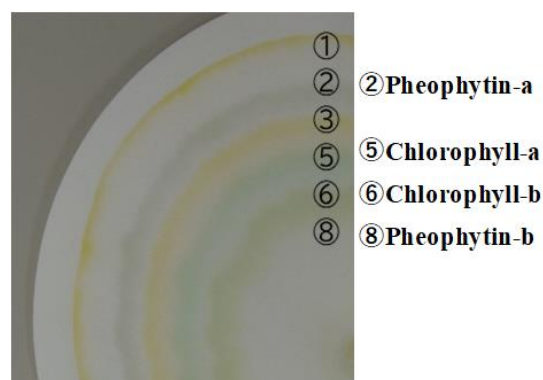 ①
② ②Pheophytin-a
③
⑤ ⑤Chlorophyll-a
⑥ ⑥Chlorophyll-b
⑧ ⑧Pheophytin-b